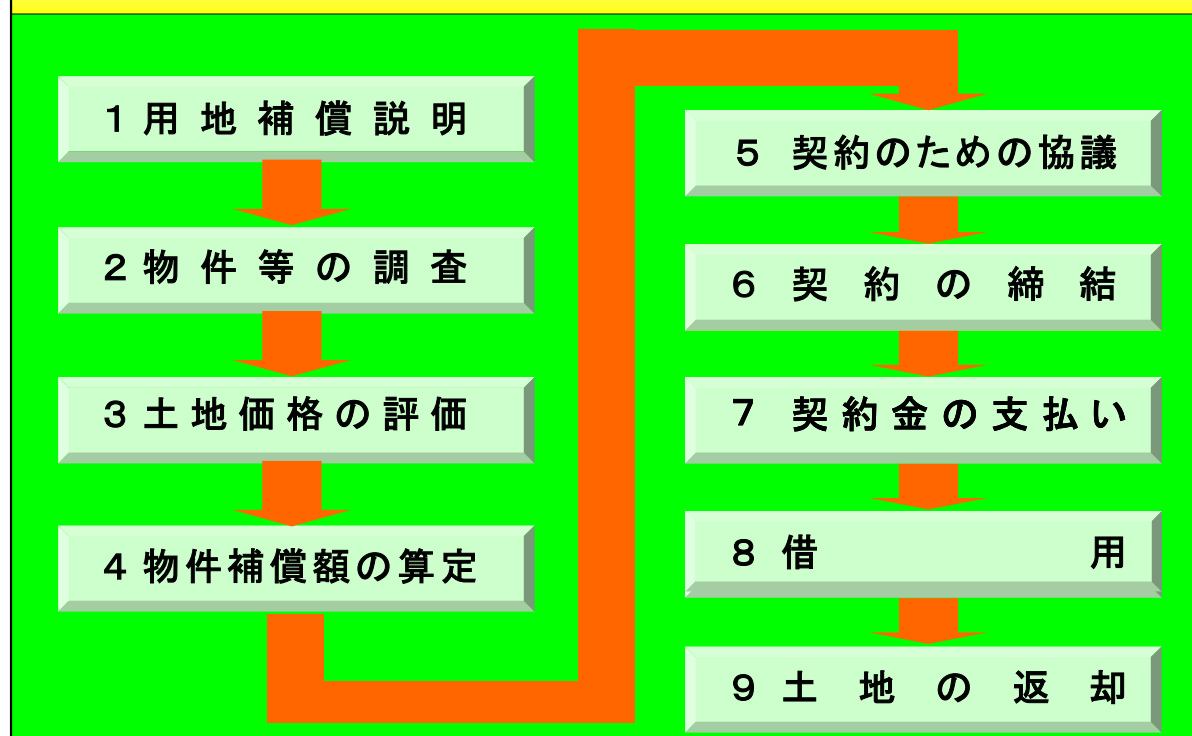 1用地補償説明
2物件等の調査
3土地価格の評価
4物件補償額の算定
5 契約のための協議
6 契約の締結
7 契約金の支払い
8 借用
9土地の返却